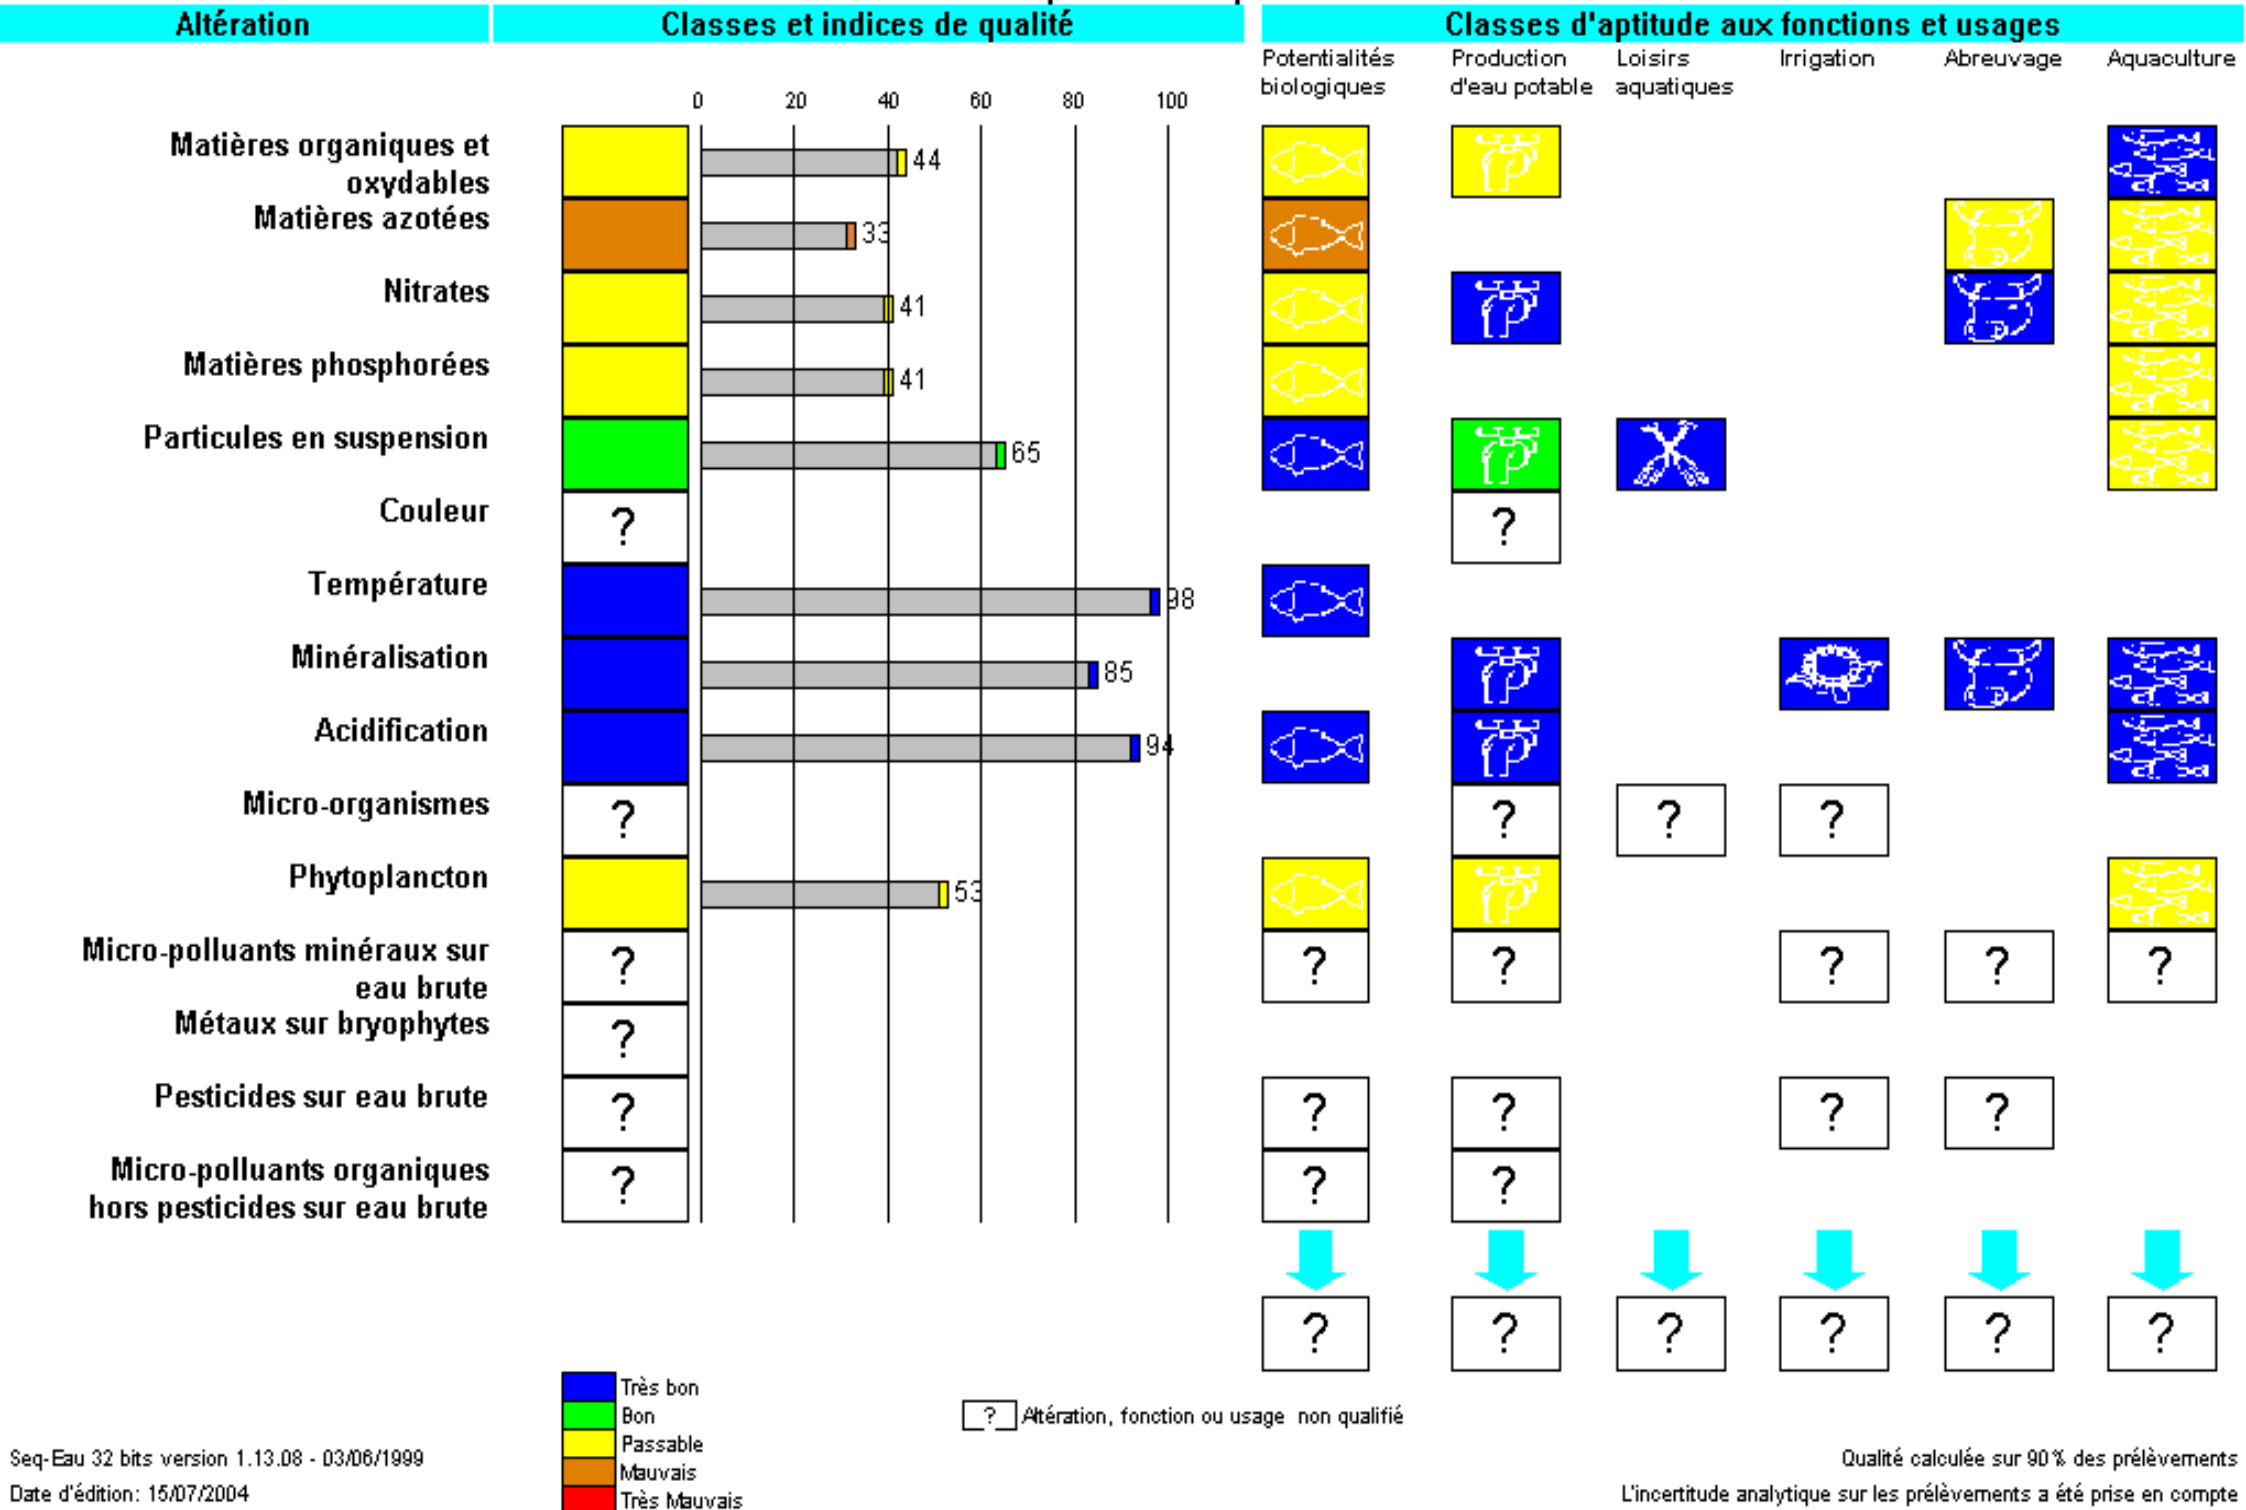 Altération
Classes et indices de qualité
Classes d'aptitude aux fonctions et usages
Potentialités
biologiques
Production
d'eau potable
Loisirs
aquatiques
Irrigation
Abreuvage
Aquaculture
0 20 40 60 80 100
Matières organiques et
oxydables
44
Matières azotées
33
Nitrates
41
Matières phosphorées
41
Particules en suspension
65
Couleur
? ?
Température
98
Minéralisation
85
Acidification
94
Micro-organismes
? ? ? ?
Phytoplancton
53
Micro-polluants minéraux sur
eau brute
? ? ? ? ? ?
Métaux sur bryophytes
?
Pesticides sur eau brute
? ? ? ? ?
Micro-polluants organiques
hors pesticides sur eau brute
? ? ?
? ? ? ? ? ?
Très bon
Bon
Passable
Mauvais
Très Mauvais
? Altération, fonction ou usage non qualifié
Seq-Eau 32 bits version 1.13.08 - 03/06/1999
Date d'édition: 15/07/2004
Qualité calculée sur 90% des prélèvements
L'incertitude analytique sur les prélèvements a été prise en compte